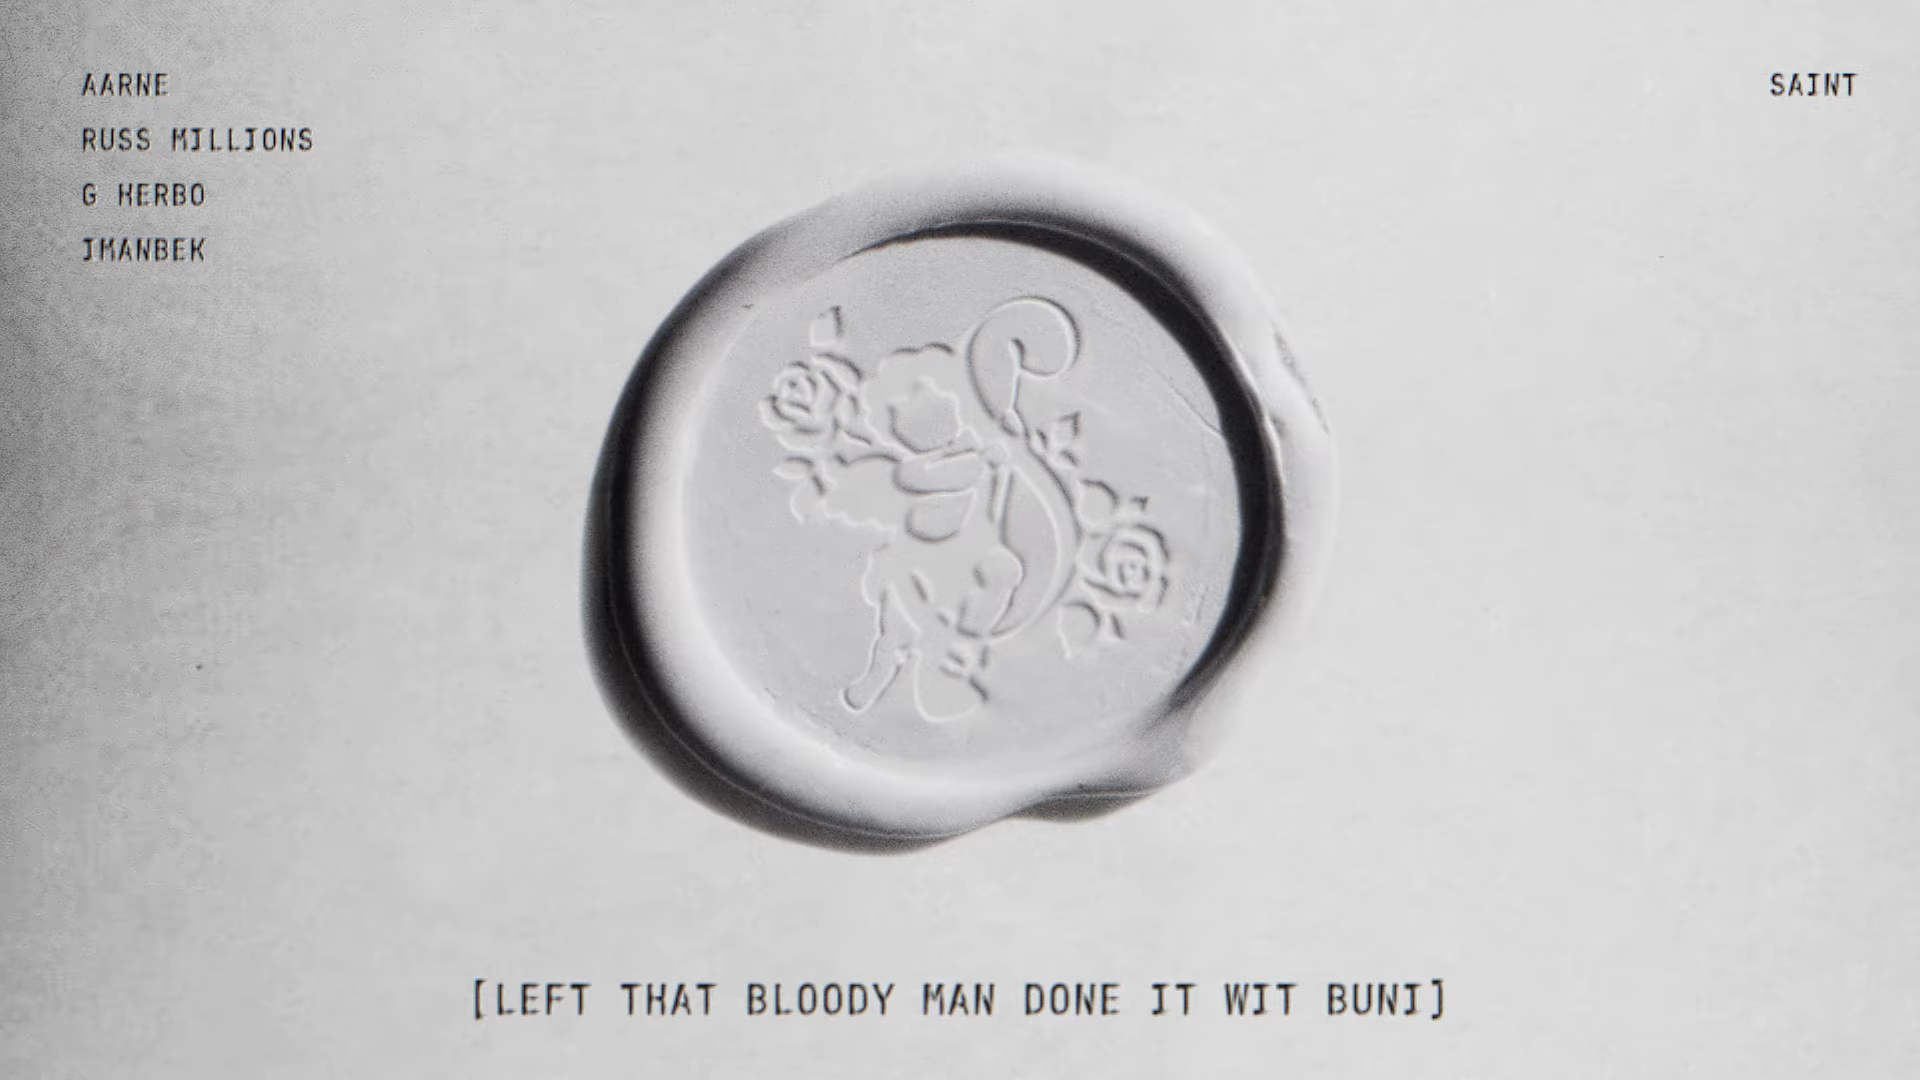 AARNE
RUSS MILLIONS
G HERBO
IMANBEK
SAINT
[LEFT THAT BLOODY MAN DONE IT WIT BUNI]